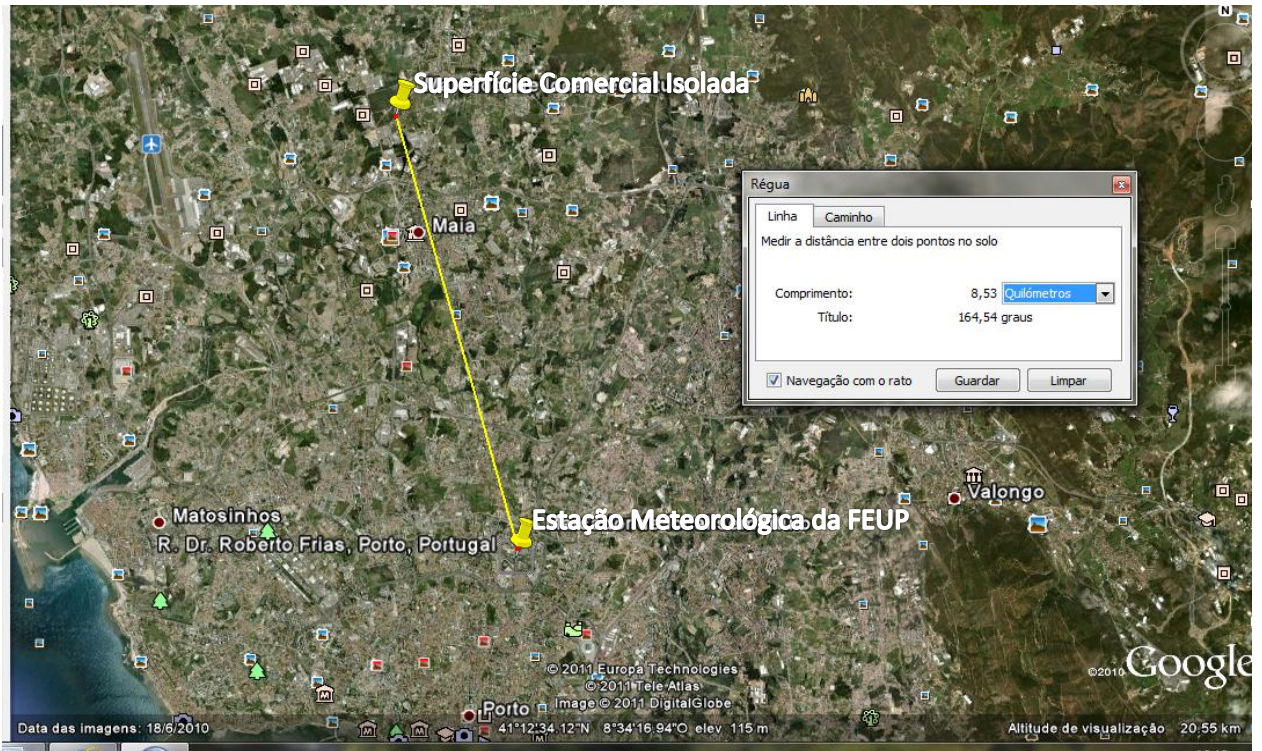 N
Superfície Comercial Isolada
Maia
Régua
Linha
Caminho
Medir a distância entre dois pontos no solo
Comprimento:
8,53
Quilómetros
Título:
164,54 graus
Navegação com o rato
Guardar
Limpar
Valongo
Estação Meteorológica da FEUP
Matosinhos
R. Dr. Roberto Frias, Porto, Portugal
© 2011 Europa Technologies
© 2011 Tele Atlas
Image © 2011 DigitalGlobe
©2010 Google
Porto
Data das imagens: 18/6/2010
41°12'34.12"N 8°34'16.94"O elev 115 m
Altitude de visualização 20.55 km